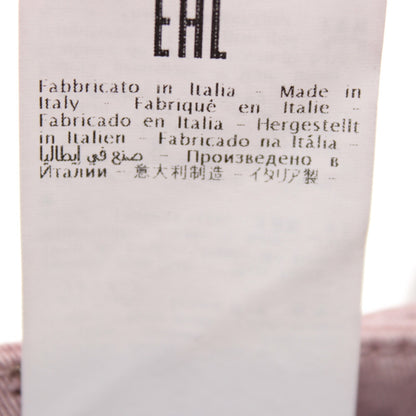 EAC
Fabbricato in Italia - Made in
Italy - Fabriqué en Italie -
Fabricado en Italia - Hergestellt
in Italien - Fabricado na Itália -
صنع في إيطاليا - Произведено в
Италии - 意大利制造 - イタリア製 -